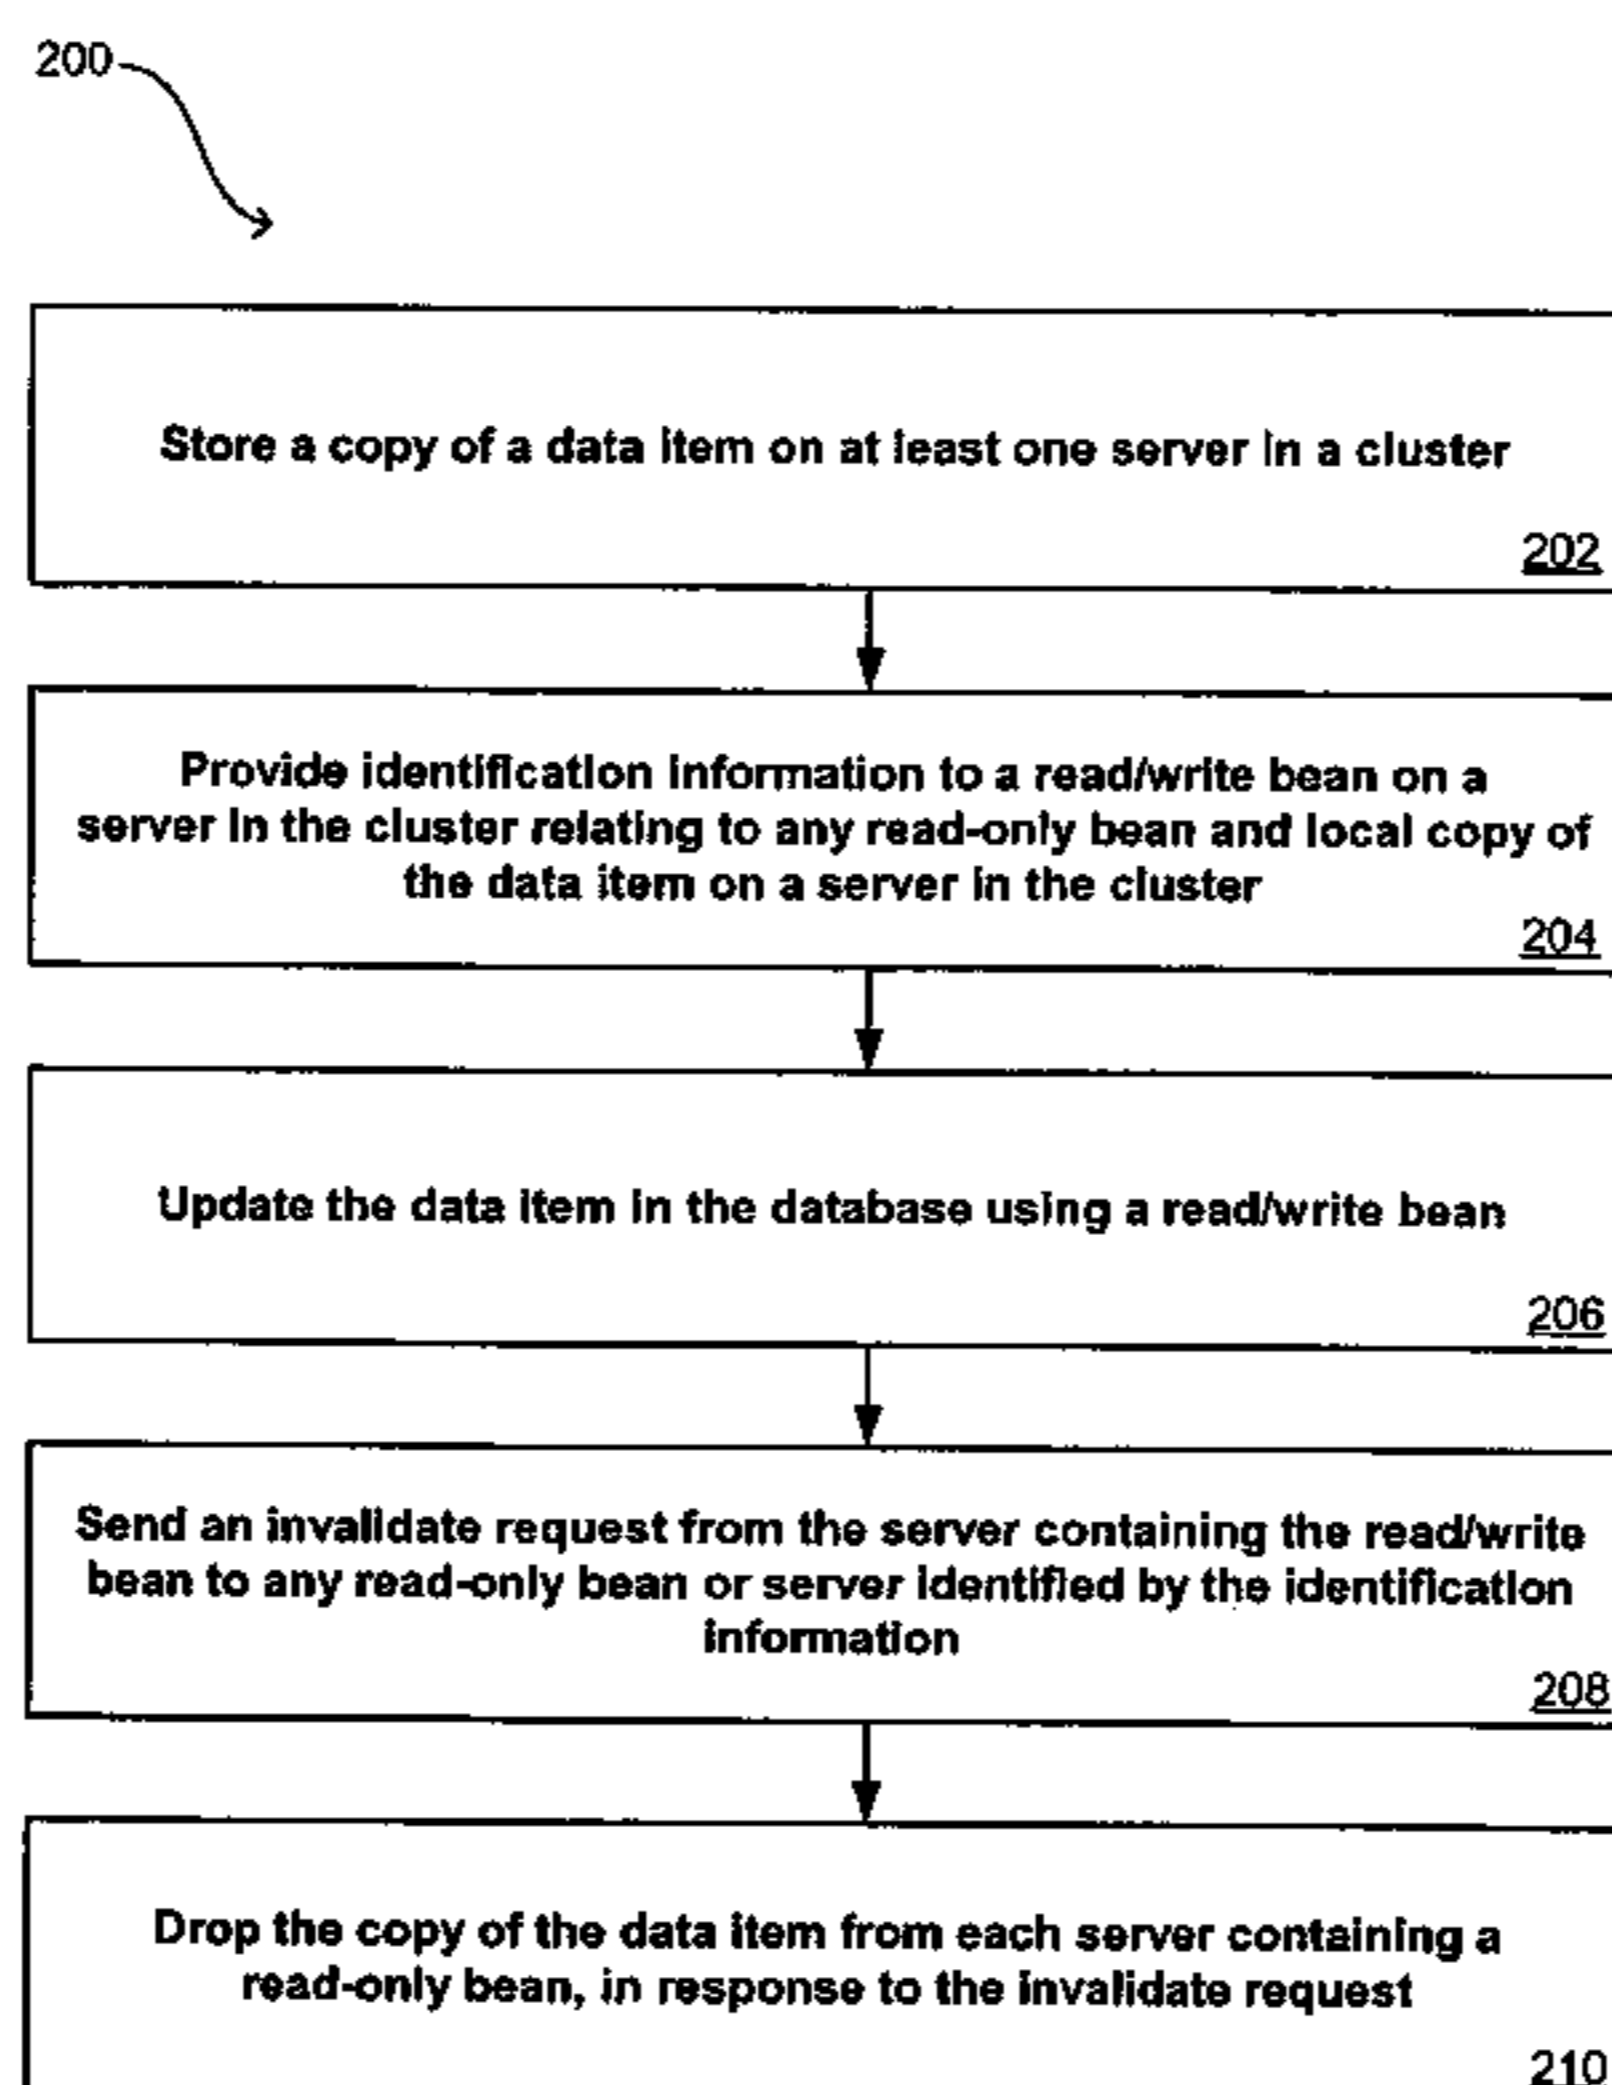 200
Store a copy of a data item on at least one server in a cluster
202
Provide identification information to a read/write bean on a
server in the cluster relating to any read-only bean and local copy of
the data item on a server in the cluster
204
Update the data item in the database using a read/write bean
206
Send an invalidate request from the server containing the read/write
bean to any read-only bean or server identified by the identification
information
208
Drop the copy of the data item from each server containing a
read-only bean, in response to the invalidate request
210